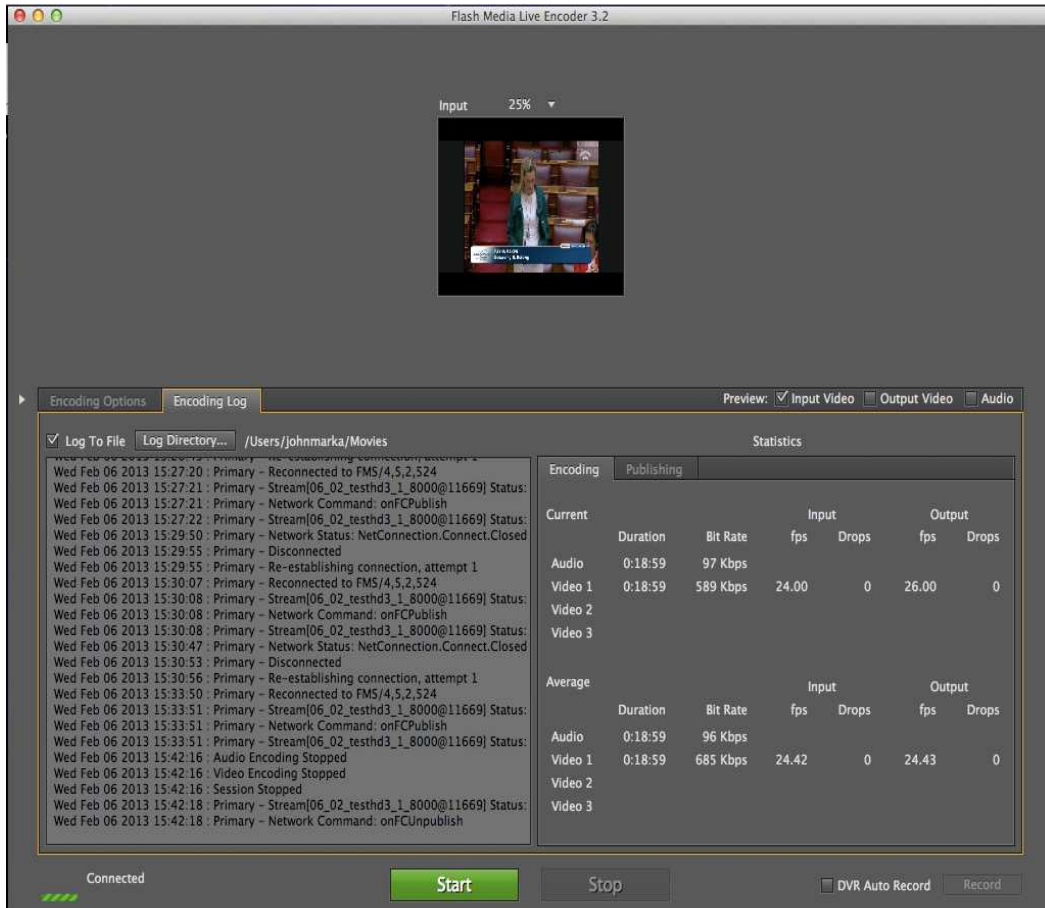 Flash Media Live Encoder 3.2
Input 25%
Encoding Options Encoding Log Preview: Input Video Output Video Audio
Log To File Log Directory... /Users/johnmarka/Movies
Wed Feb 06 2013 15:27:20 : Primary – Reconnected to FMS/4,5,2,524
Wed Feb 06 2013 15:27:21 : Primary – Stream[06_02_testhd3_1_8000@11669] Status:
Wed Feb 06 2013 15:27:21 : Primary – Network Command: onFCPublish
Wed Feb 06 2013 15:27:22 : Primary – Stream[06_02_testhd3_1_8000@11669] Status:
Wed Feb 06 2013 15:29:50 : Primary – Network Status: NetConnection.Connect.Closed
Wed Feb 06 2013 15:29:55 : Primary – Disconnected
Wed Feb 06 2013 15:29:55 : Primary – Re-establishing connection, attempt 1
Wed Feb 06 2013 15:30:07 : Primary – Reconnected to FMS/4,5,2,524
Wed Feb 06 2013 15:30:08 : Primary – Stream[06_02_testhd3_1_8000@11669] Status:
Wed Feb 06 2013 15:30:08 : Primary – Network Command: onFCPublish
Wed Feb 06 2013 15:30:08 : Primary – Stream[06_02_testhd3_1_8000@11669] Status:
Wed Feb 06 2013 15:30:47 : Primary – Network Status: NetConnection.Connect.Closed
Wed Feb 06 2013 15:30:53 : Primary – Disconnected
Wed Feb 06 2013 15:30:56 : Primary – Re-establishing connection, attempt 1
Wed Feb 06 2013 15:33:50 : Primary – Reconnected to FMS/4,5,2,524
Wed Feb 06 2013 15:33:51 : Primary – Stream[06_02_testhd3_1_8000@11669] Status:
Wed Feb 06 2013 15:33:51 : Primary – Network Command: onFCPublish
Wed Feb 06 2013 15:33:51 : Primary – Stream[06_02_testhd3_1_8000@11669] Status:
Wed Feb 06 2013 15:42:16 : Audio Encoding Stopped
Wed Feb 06 2013 15:42:16 : Video Encoding Stopped
Wed Feb 06 2013 15:42:16 : Session Stopped
Wed Feb 06 2013 15:42:18 : Primary – Stream[06_02_testhd3_1_8000@11669] Status:
Wed Feb 06 2013 15:42:18 : Primary – Network Command: onFCUnpublish
Statistics
Encoding Publishing
Current Input Output
Duration Bit Rate fps Drops fps Drops
Audio 0:18:59 97 Kbps
Video 1 0:18:59 589 Kbps 24.00 0 26.00 0
Video 2
Video 3
Average Input Output
Duration Bit Rate fps Drops fps Drops
Audio 0:18:59 96 Kbps
Video 1 0:18:59 685 Kbps 24.42 0 24.43 0
Video 2
Video 3
Connected Start Stop DVR Auto Record Record